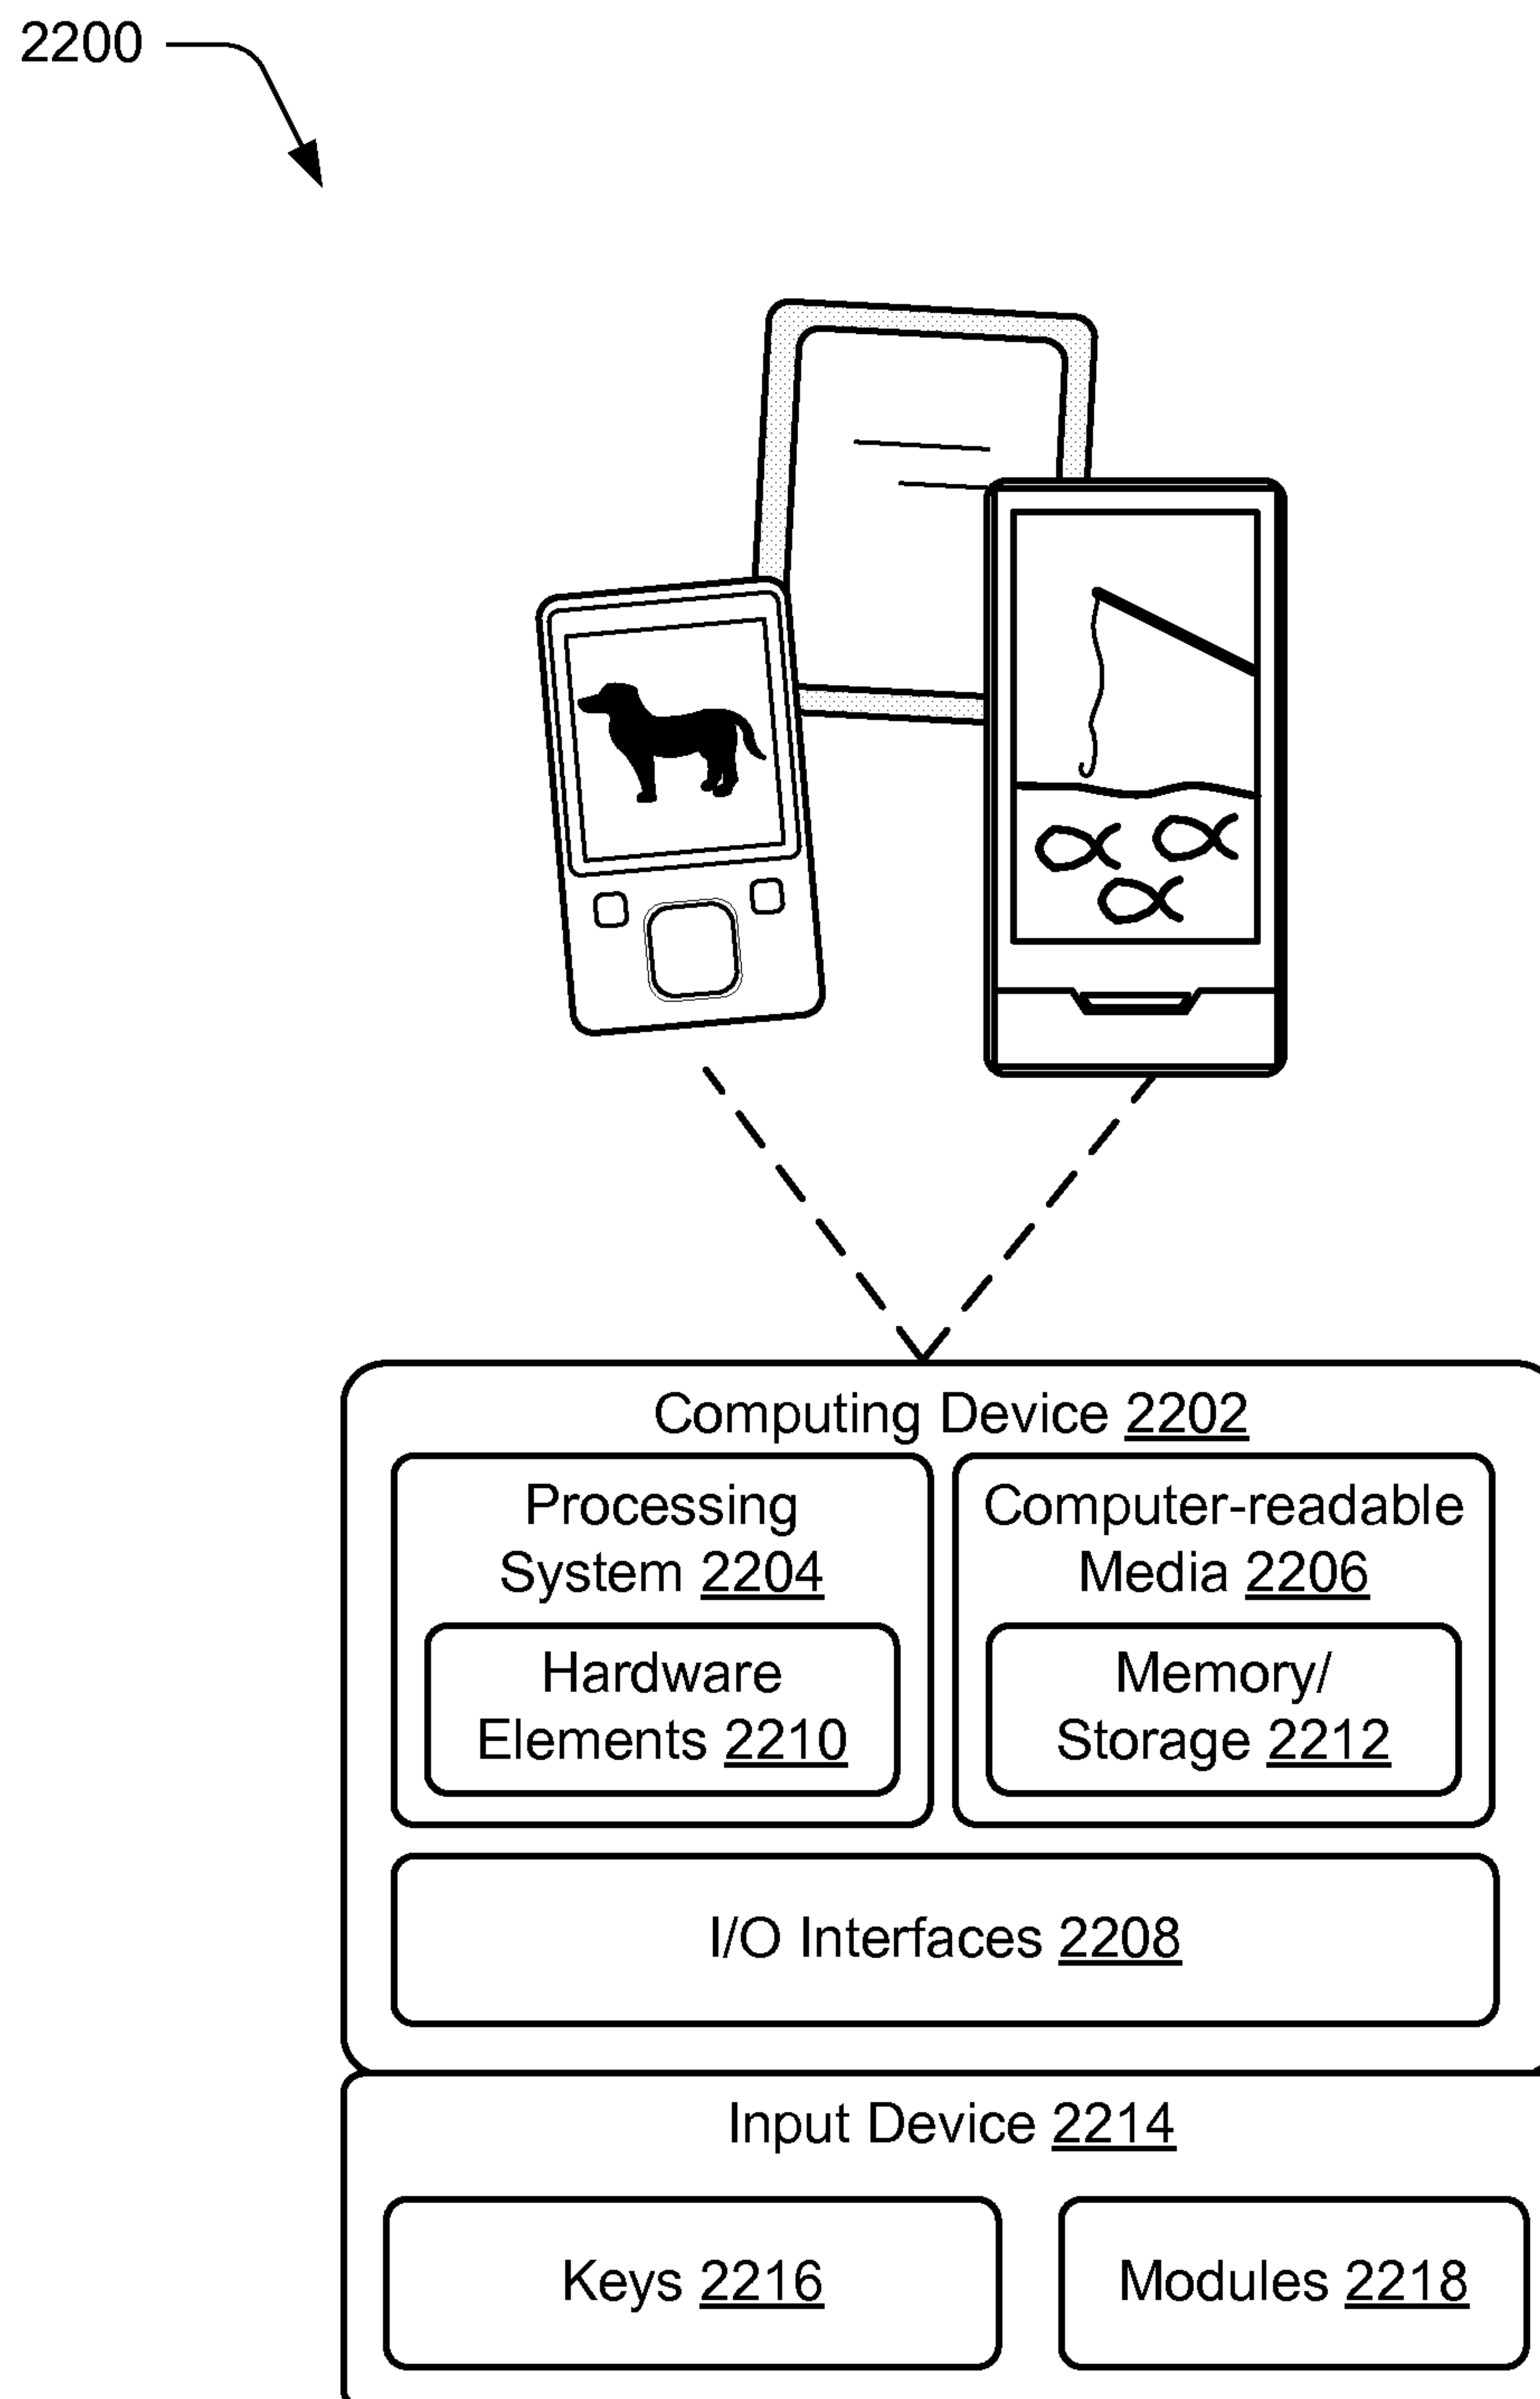 2200
Computing Device 2202
Processing
System 2204
Computer-readable
Media 2206
Hardware
Elements 2210
Memory/
Storage 2212
I/O Interfaces 2208
Input Device 2214
Keys 2216
Modules 2218